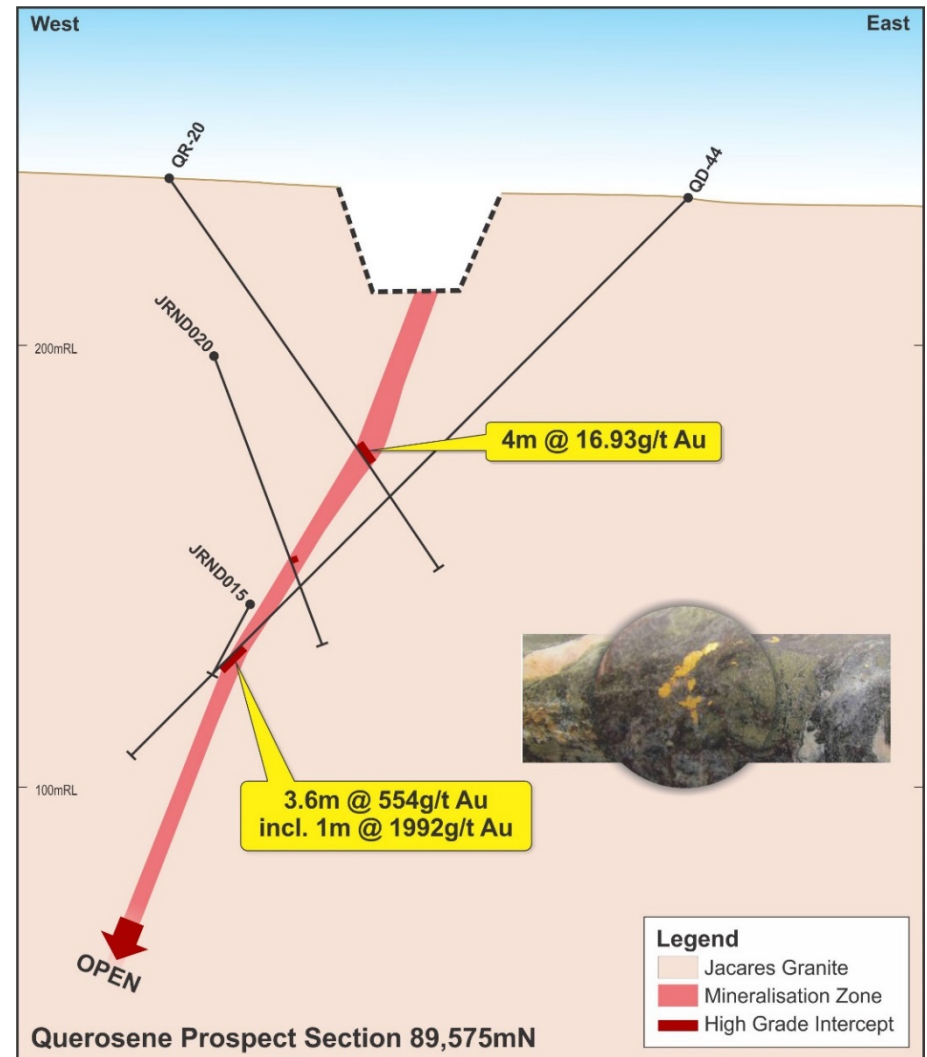 West
East
QR-20
QD-44
JRND020
200mRL
4m @ 16.93g/t Au
JRND015
100mRL
3.6m @ 554g/t Au
incl. 1m @ 1992g/t Au
OPEN
Legend
Jacares Granite
Mineralisation Zone
High Grade Intercept
Querosene Prospect Section 89,575mN